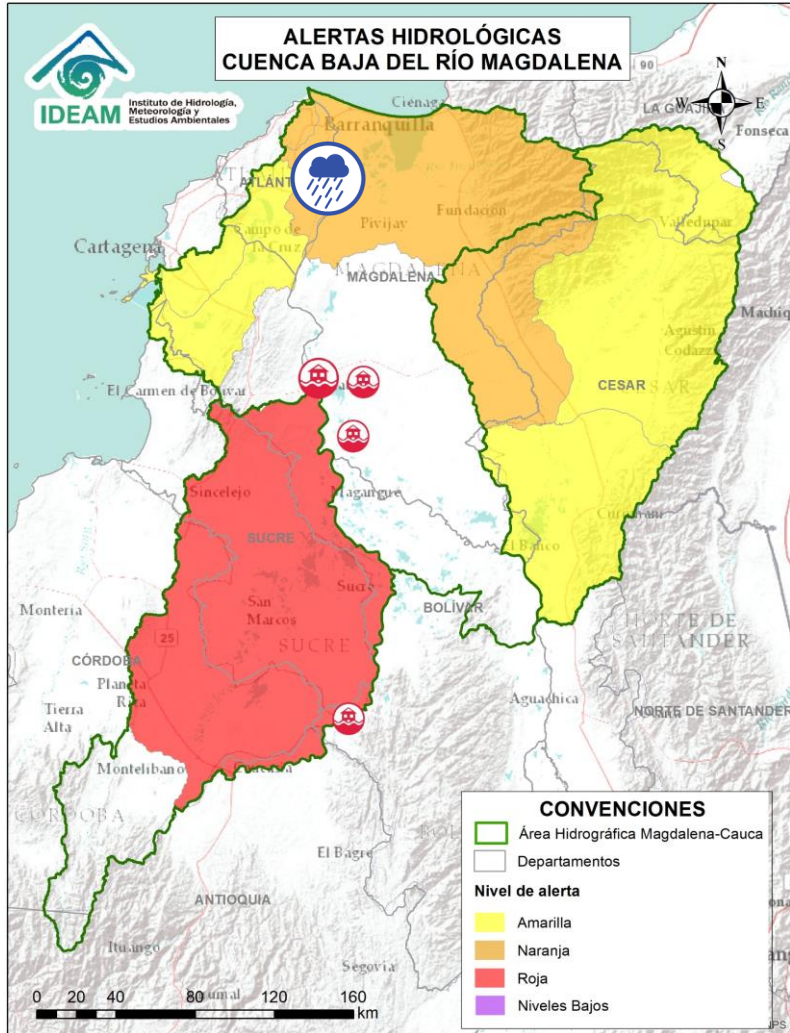 ALERTAS HIDROLÓGICAS
CUENCA BAJA DEL RÍO MAGDALENA
IDEAM
Instituto de Hidrología,
Meteorología y
Estudios Ambientales
N
W
E
S
90
Ciénaga
LA GUAJIRA
Barranquilla
Fonseca
ATLÁNT
Valledupar
Pivijay
Fundación
Campo de
la Cruz
Cartagena
MAGDALENA
MAGDALENA
Agustín
Codazzi
El Carmen de Bolívar
CESAR
Sincelejo
Magangue
SUCRE
El Banco
Sucre
BOLÍVAR
San
Marcos
Montería
25
SUCRE
NORTE DE
SANTANDER
CÓRDOBA
Planeta
Rica
Tierra
Alta
Aguachica
NORTE DE SANTANDER
Montelibano
CÓRDOBA
El Bagre
ANTIOQUIA
Ituango
Segovia
CONVENCIONES
Área Hidrográfica Magdalena-Cauca
Departamentos
Nivel de alerta
Amarilla
Naranja
Roja
Niveles Bajos
0 20 40 80 120 160
km